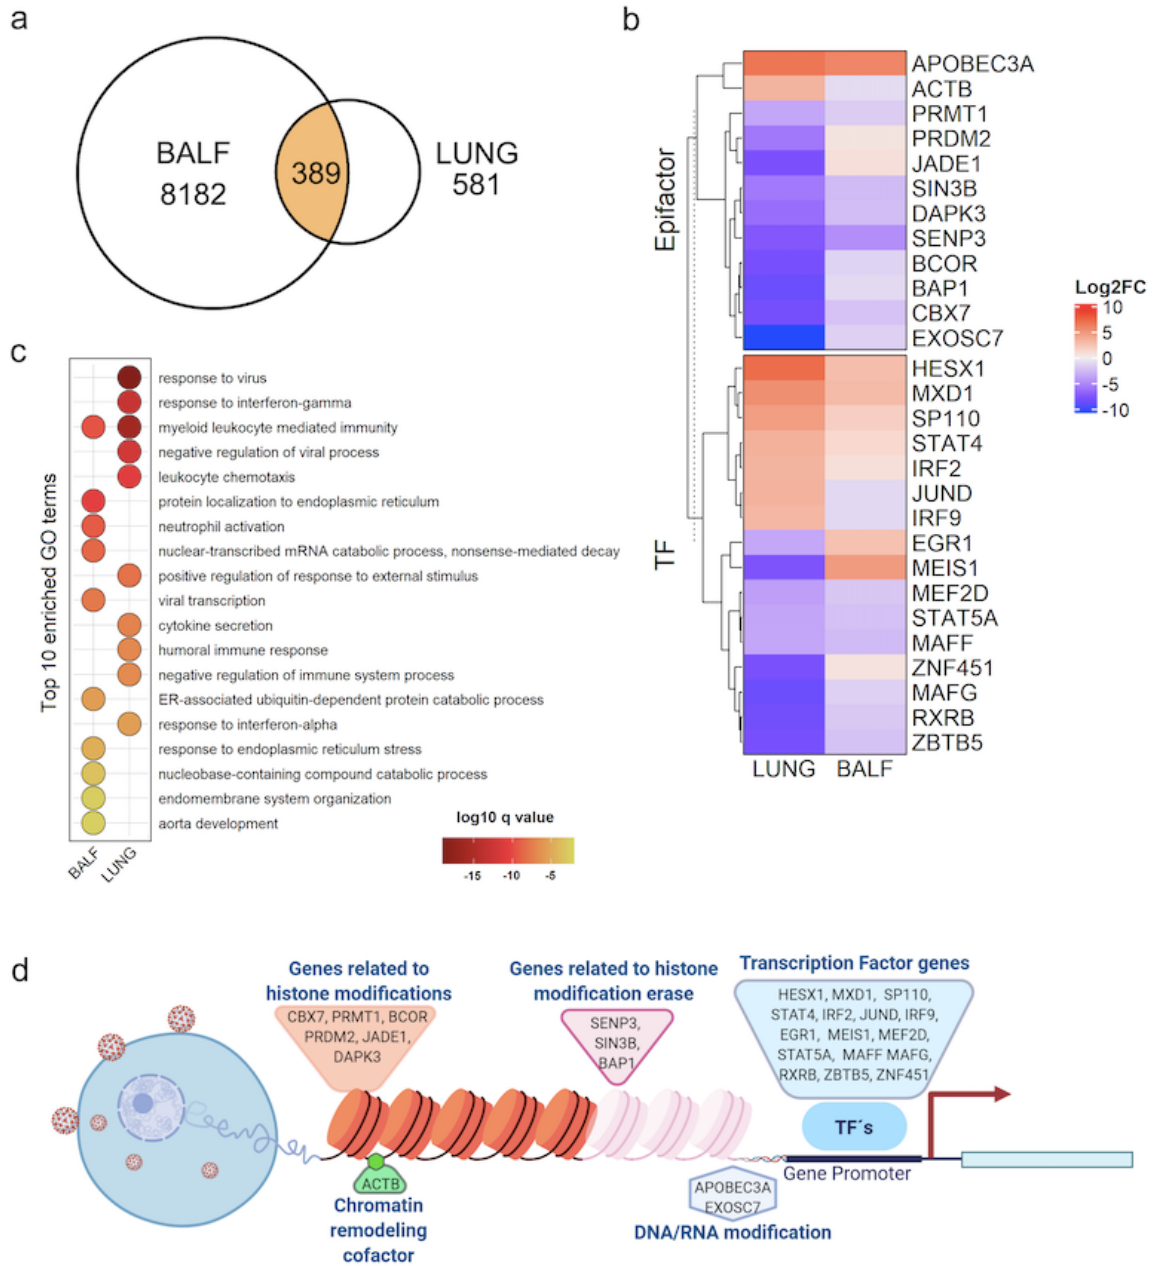 a
BALF
8182
389
LUNG
581
b
Epifactor
TF
APOBEC3A
ACTB
PRMT1
PRDM2
JADE1
SIN3B
DAPK3
SENP3
BCOR
BAP1
CBX7
EXOSC7
HESX1
MXD1
SP110
STAT4
IRF2
JUND
IRF9
EGR1
MEIS1
MEF2D
STAT5A
MAFF
ZNF451
MAFG
RXRB
ZBTB5
LUNG BALF
Log2FC
10
5
0
-5
-10
c
Top 10 enriched GO terms
response to virus
response to interferon-gamma
myeloid leukocyte mediated immunity
negative regulation of viral process
leukocyte chemotaxis
protein localization to endoplasmic reticulum
neutrophil activation
nuclear-transcribed mRNA catabolic process, nonsense-mediated decay
positive regulation of response to external stimulus
viral transcription
cytokine secretion
humoral immune response
negative regulation of immune system process
ER-associated ubiquitin-dependent protein catabolic process
response to interferon-alpha
response to endoplasmic reticulum stress
nucleobase-containing compound catabolic process
endomembrane system organization
aorta development
BALF LUNG
log10 q value
-15 -10 -5
d
Genes related to
histone modifications
CBX7, PRMT1, BCOR
PRDM2, JADE1,
DAPK3
Genes related to histone
modification erase
SENP3,
SIN3B,
BAP1
Transcription Factor genes
HESX1, MXD1, SP110,
STAT4, IRF2, JUND, IRF9,
EGR1, MEIS1, MEF2D,
STAT5A, MAFF MAFG,
RXRB, ZBTB5, ZNF451
TF´s
Gene Promoter
ACTB
Chromatin
remodeling
cofactor
APOBEC3A
EXOSC7
DNA/RNA modification